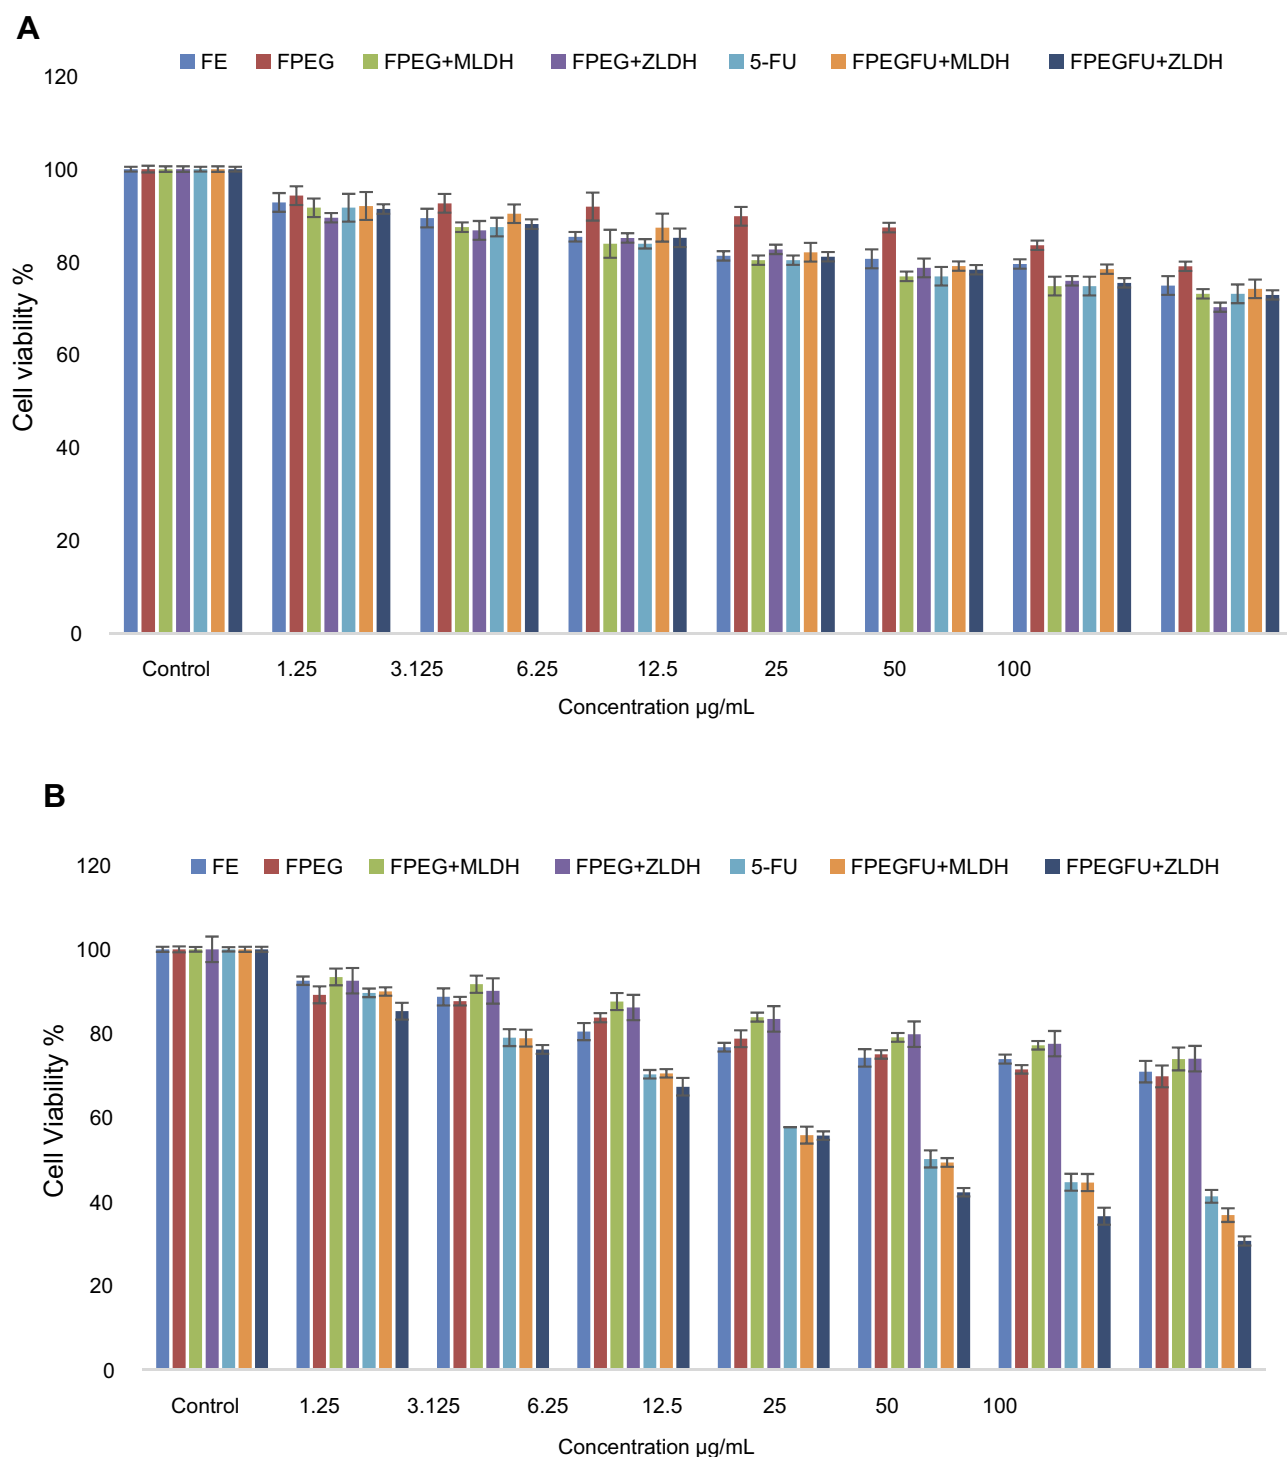 A
FE FPEG FPEG+MLDH FPEG+ZLDH 5-FU FPEGFU+MLDH FPEGFU+ZLDH
120
100
80
60
40
20
0
Cell viability %
Control 1.25 3.125 6.25 12.5 25 50 100
Concentration µg/mL
B
120
FE FPEG FPEG+MLDH FPEG+ZLDH 5-FU FPEGFU+MLDH FPEGFU+ZLDH
100
80
60
40
20
0
Cell Viability %
Control 1.25 3.125 6.25 12.5 25 50 100
Concentration µg/mL